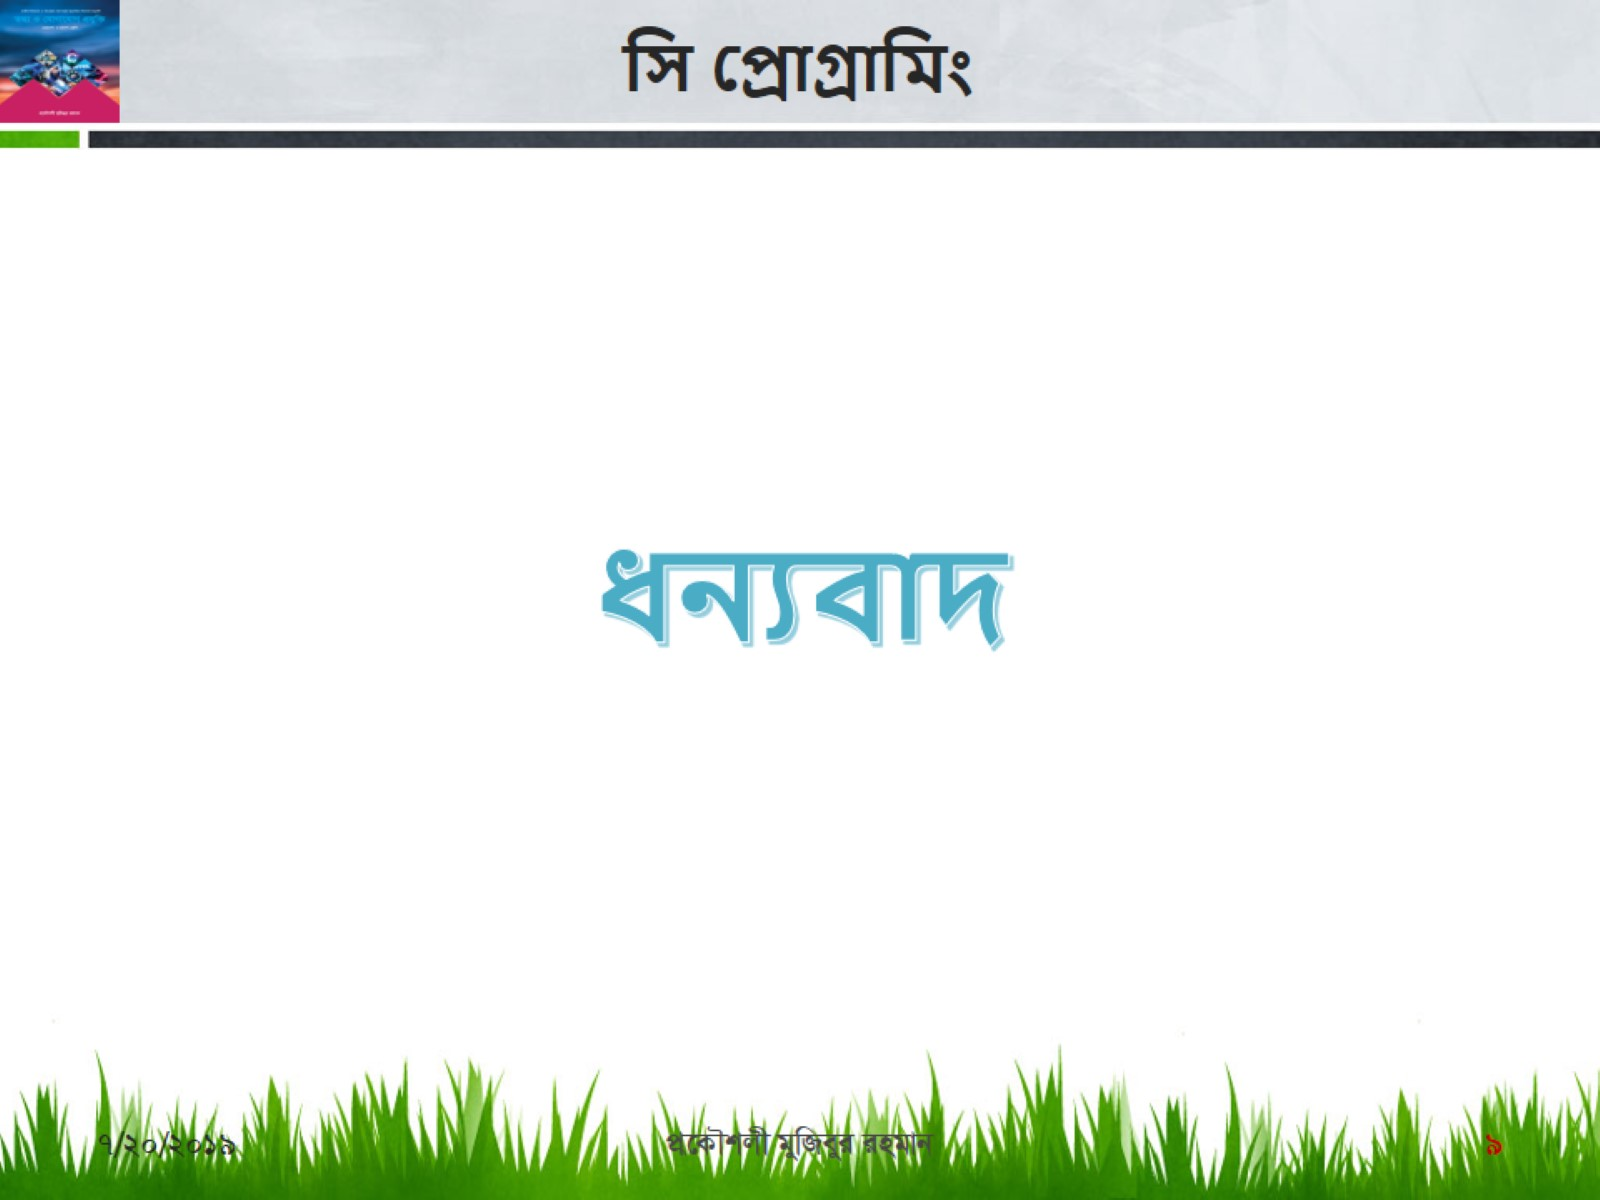 সি প্রোগ্রামিং
ধন্যবাদ
৭/২০/২০১৯
প্রকৌশলী মুজিবুর রহমান
৯